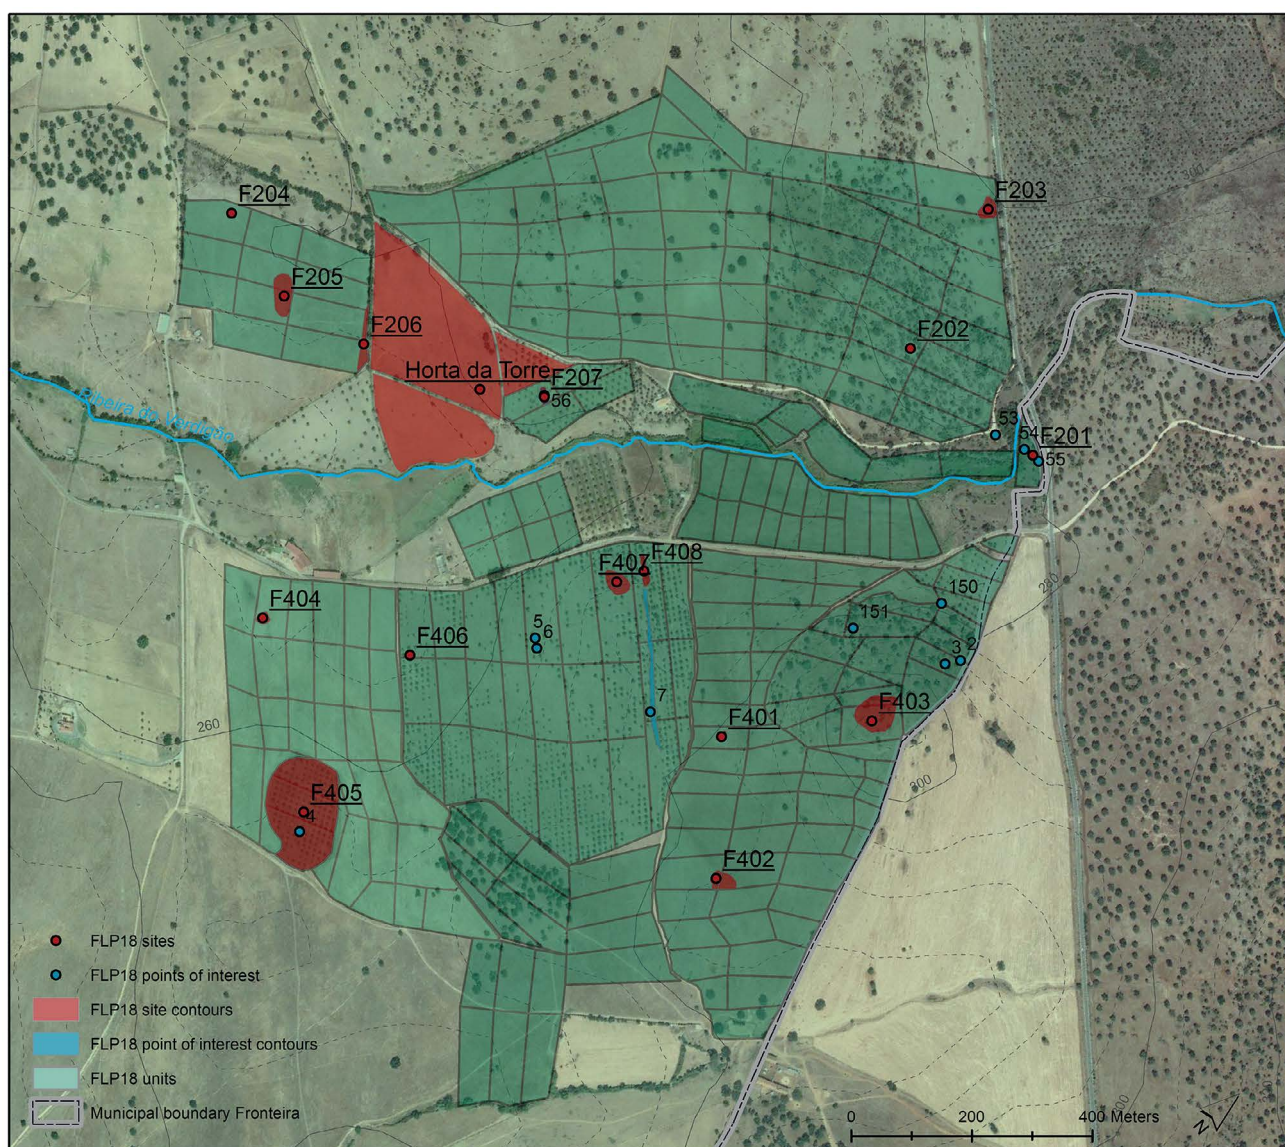 F204
F203
F205
F206
F202
Horta da Torre
F207
56
Ribeira do Verdigão
53
54
F201
55
F408
F407
280
F404
150
151
5
6
F406
3
2
7
F403
260
F401
300
F405
4
F402
FLP18 sites
FLP18 points of interest
FLP18 site contours
FLP18 point of interest contours
FLP18 units
Municipal boundary Fronteira
0
200
400 Meters
N